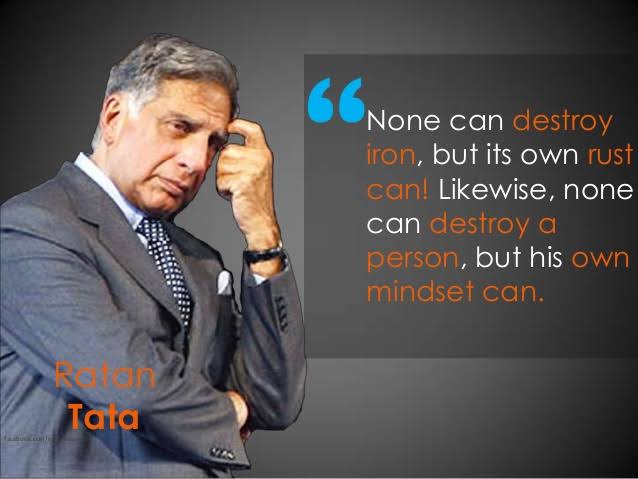 “
None can destroy
iron, but its own rust
can! Likewise, none
can destroy a
person, but his own
mindset can.
Ratan
Tata